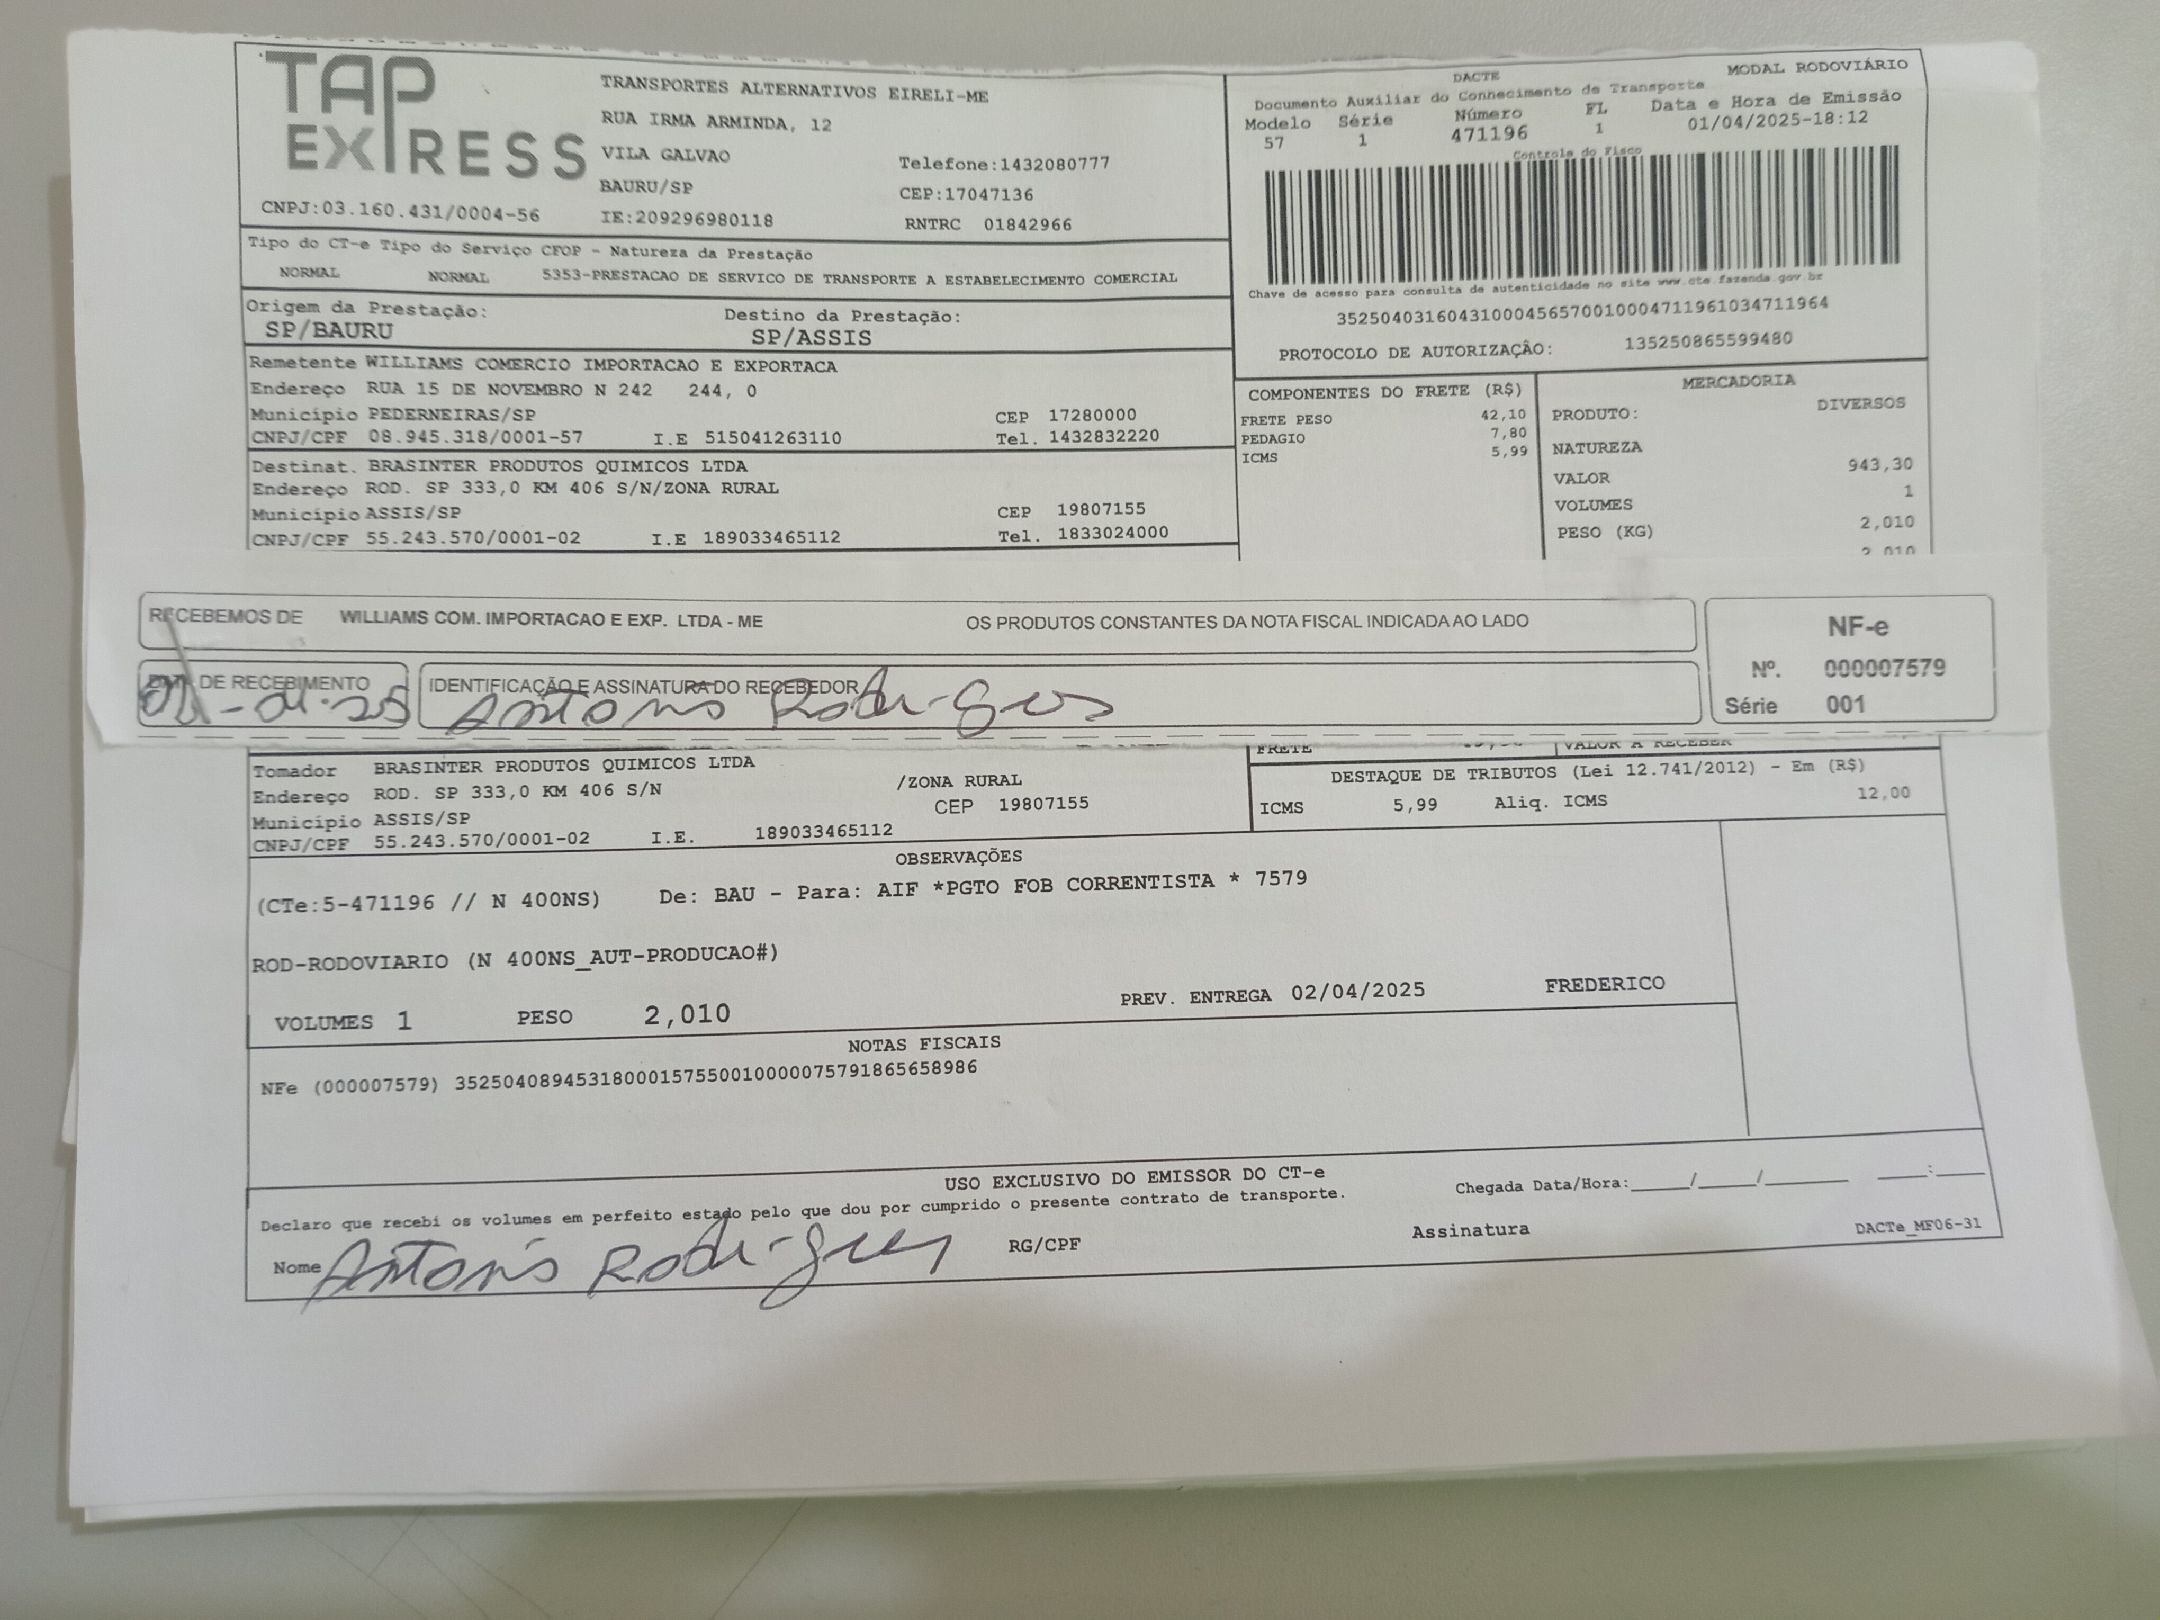 TAP EXPRESS
TRANSPORTES ALTERNATIVOS EIRELI-ME
RUA IRMA ARMINDA, 12
VILA GALVAO Telefone:1432080777
BAURU/SP CEP:17047136
CNPJ:03.160.431/0004-56 IE:209296980118 RNTRC 01842966
DACTE MODAL RODOVIÁRIO
Documento Auxiliar do Connecimento de Transporte
Modelo Série Número FL Data e Hora de Emissão
57 1 471196 1 01/04/2025-18:12
Controle do Fisco
Chave de acesso para consulta de autenticidade no site www.cte.fazenda.gov.br
35250403160431000456570010004711961034711964
PROTOCOLO DE AUTORIZAÇÃO: 135250865599480
Tipo do CT-e Tipo do Serviço CFOP - Natureza da Prestação
NORMAL NORMAL 5353-PRESTACAO DE SERVICO DE TRANSPORTE A ESTABELECIMENTO COMERCIAL
Origem da Prestação: Destino da Prestação:
SP/BAURU SP/ASSIS
Remetente WILLIAMS COMERCIO IMPORTACAO E EXPORTACA
Endereço RUA 15 DE NOVEMBRO N 242 244, 0
Município PEDERNEIRAS/SP CEP 17280000
CNPJ/CPF 08.945.318/0001-57 I.E 515041263110 Tel. 1432832220
Destinat. BRASINTER PRODUTOS QUIMICOS LTDA
Endereço ROD. SP 333,0 KM 406 S/N/ZONA RURAL
Município ASSIS/SP CEP 19807155
CNPJ/CPF 55.243.570/0001-02 I.E 189033465112 Tel. 1833024000
COMPONENTES DO FRETE (R$)
FRETE PESO 42,10
PEDAGIO 7,80
ICMS 5,99
MERCADORIA
PRODUTO: DIVERSOS
NATUREZA
VALOR 943,30
VOLUMES 1
PESO (KG) 2,010
2,010
RECEBEMOS DE WILLIAMS COM. IMPORTACAO E EXP. LTDA - ME OS PRODUTOS CONSTANTES DA NOTA FISCAL INDICADA AO LADO
DATA DE RECEBIMENTO IDENTIFICAÇÃO E ASSINATURA DO RECEBEDOR
Antonio Rodrigues
NF-e
Nº. 000007579
Série 001
FRETE VALOR A RECEBER
Tomador BRASINTER PRODUTOS QUIMICOS LTDA
Endereço ROD. SP 333,0 KM 406 S/N /ZONA RURAL
Município ASSIS/SP CEP 19807155
CNPJ/CPF 55.243.570/0001-02 I.E. 189033465112
DESTAQUE DE TRIBUTOS (Lei 12.741/2012) - Em (R$)
ICMS 5,99 Aliq. ICMS 12,00
OBSERVAÇÕES
(CTe:5-471196 // N 400NS) De: BAU - Para: AIF *PGTO FOB CORRENTISTA * 7579
ROD-RODOVIARIO (N 400NS_AUT-PRODUCAO#)
VOLUMES 1 PESO 2,010 PREV. ENTREGA 02/04/2025 FREDERICO
NOTAS FISCAIS
NFe (000007579) 35250408945318000157550010000075791865658986
USO EXCLUSIVO DO EMISSOR DO CT-e
Declaro que recebi os volumes em perfeito estado pelo que dou por cumprido o presente contrato de transporte. Chegada Data/Hora:_____/_____/_______ ____:____
Nome Antonio Rodrigues RG/CPF Assinatura DACTe_MF06-31